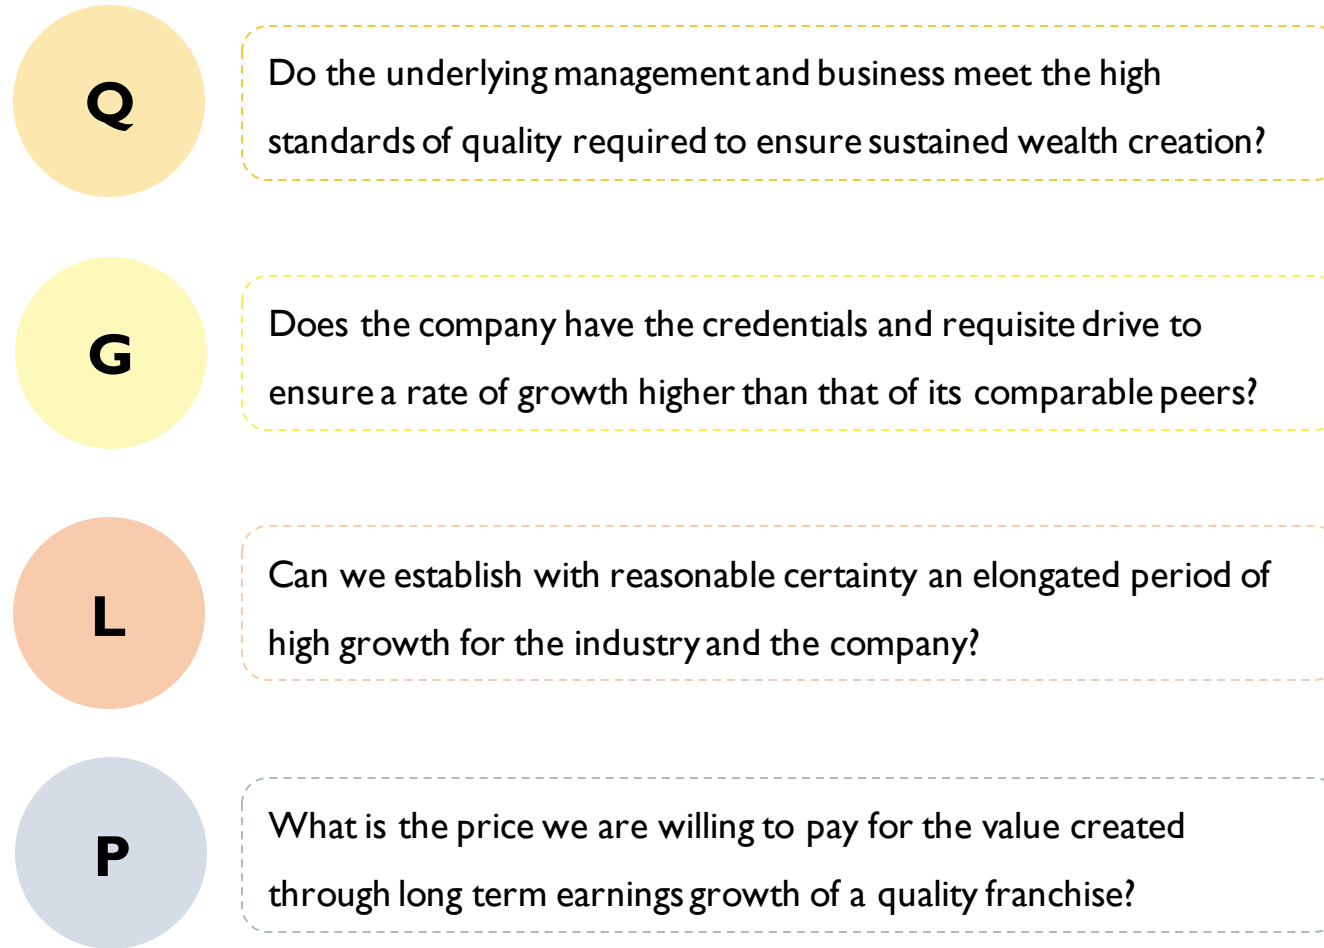 Q
Do the underlying management and business meet the high
standards of quality required to ensure sustained wealth creation?
G
Does the company have the credentials and requisite drive to
ensure a rate of growth higher than that of its comparable peers?
L
Can we establish with reasonable certainty an elongated period of
high growth for the industry and the company?
P
What is the price we are willing to pay for the value created
through long term earnings growth of a quality franchise?